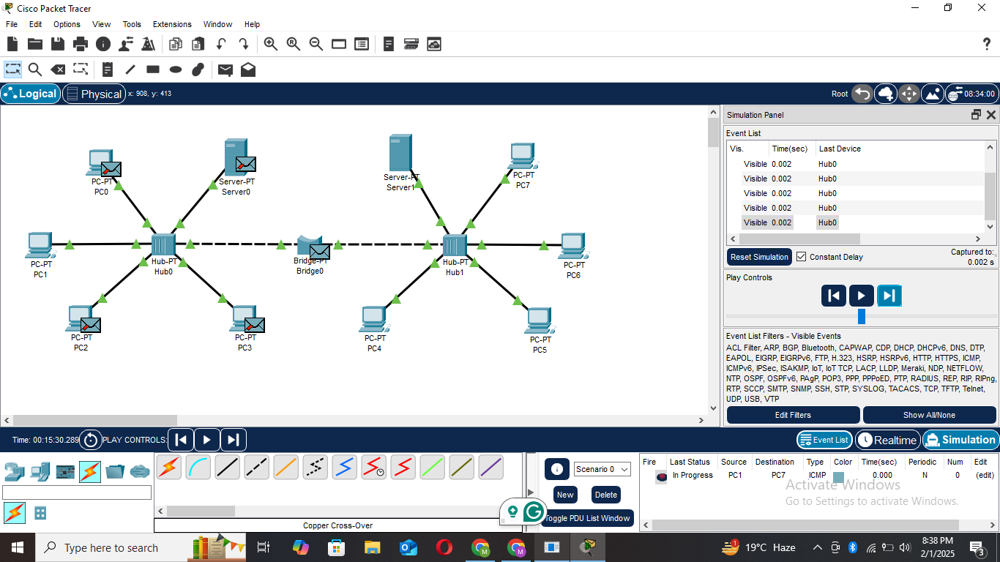 Cisco Packet Tracer
File Edit Options View Tools Extensions Window Help
?
Logical Physical x: 908, y: 413 Root 08:34:00
PC-PT
PC0
Server-PT
Server0
Server-PT
Server1
PC-PT
PC7
PC-PT
PC1
Hub-PT
Hub0
Bridge-PT
Bridge0
Hub-PT
Hub1
PC-PT
PC6
PC-PT
PC2
PC-PT
PC3
PC-PT
PC4
PC-PT
PC5
Simulation Panel
Event List
Vis. Time(sec) Last Device
Visible 0.002 Hub0
Visible 0.002 Hub0
Visible 0.002 Hub0
Visible 0.002 Hub0
Visible 0.002 Hub0
Reset Simulation Constant Delay Captured to:
0.002 s
Play Controls
Event List Filters - Visible Events
ACL Filter, ARP, BGP, Bluetooth, CAPWAP, CDP, DHCP, DHCPv6, DNS, DTP,
EAPOL, EIGRP, EIGRPv6, FTP, H.323, HSRP, HSRPv6, HTTP, HTTPS, ICMP,
ICMPv6, IPSec, ISAKMP, IoT, IoT TCP, LACP, LLDP, Meraki, NDP, NETFLOW,
NTP, OSPF, OSPFv6, PAgP, POP3, PPP, PPPoED, PTP, RADIUS, REP, RIP, RIPng,
RTP, SCCP, SMTP, SNMP, SSH, STP, SYSLOG, TACACS, TCP, TFTP, Telnet,
UDP, USB, VTP
Edit Filters Show All/None
Time: 00:15:30.289 PLAY CONTROLS: Event List Realtime Simulation
Scenario 0
New Delete
Toggle PDU List Window
Fire Last Status Source Destination Type Color Time(sec) Periodic Num Edit
In Progress PC1 PC7 ICMP 0.000 N 0 (edit)
Activate Windows
Go to Settings to activate Windows.
Copper Cross-Over
Type here to search
1 19°C Haze
8:38 PM
2/1/2025
3